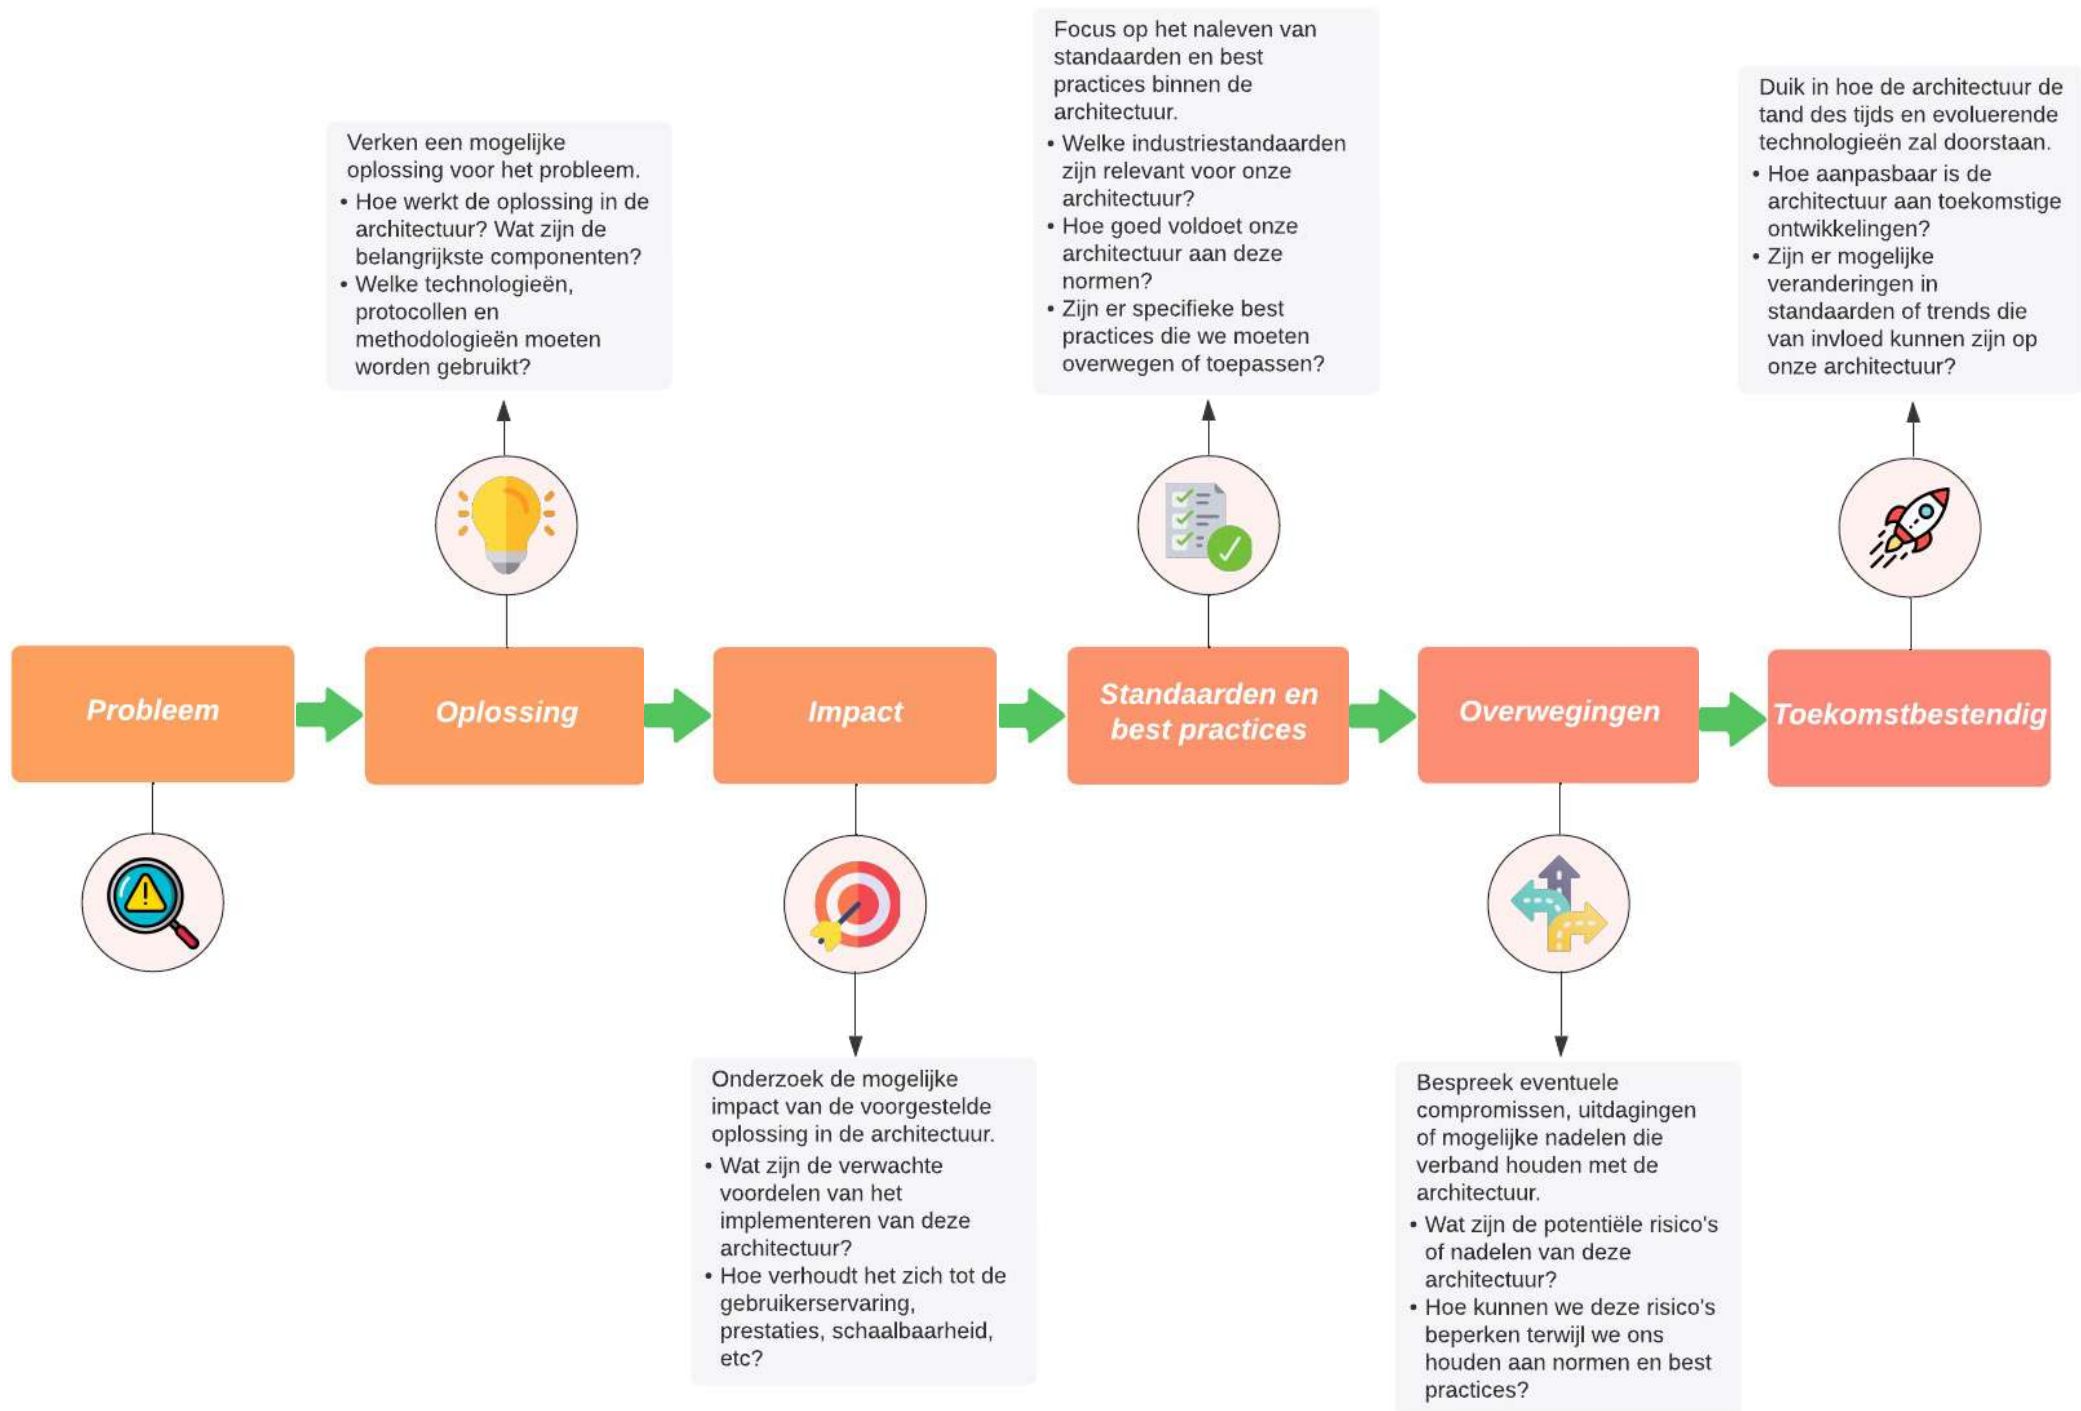 Focus op het naleven van
standaarden en best
practices binnen de
architectuur.
• Welke industriestandaarden
zijn relevant voor onze
architectuur?
• Hoe goed voldoet onze
architectuur aan deze
normen?
• Zijn er specifieke best
practices die we moeten
overwegen of toepassen?
Duik in hoe de architectuur de
tand des tijds en evoluerende
technologieën zal doorstaan.
• Hoe aanpasbaar is de
architectuur aan toekomstige
ontwikkelingen?
• Zijn er mogelijke
veranderingen in
standaarden of trends die
van invloed kunnen zijn op
onze architectuur?
Verken een mogelijke
oplossing voor het probleem.
• Hoe werkt de oplossing in de
architectuur? Wat zijn de
belangrijkste componenten?
• Welke technologieën,
protocollen en
methodologieën moeten
worden gebruikt?
Probleem
Oplossing
Impact
Standaarden en
best practices
Overwegingen
Toekomstbestendig
Onderzoek de mogelijke
impact van de voorgestelde
oplossing in de architectuur.
• Wat zijn de verwachte
voordelen van het
implementeren van deze
architectuur?
• Hoe verhoudt het zich tot de
gebruikerservaring,
prestaties, schaalbaarheid,
etc?
Bespreek eventuele
compromissen, uitdagingen
of mogelijke nadelen die
verband houden met de
architectuur.
• Wat zijn de potentiële risico's
of nadelen van deze
architectuur?
• Hoe kunnen we deze risico's
beperken terwijl we ons
houden aan normen en best
practices?